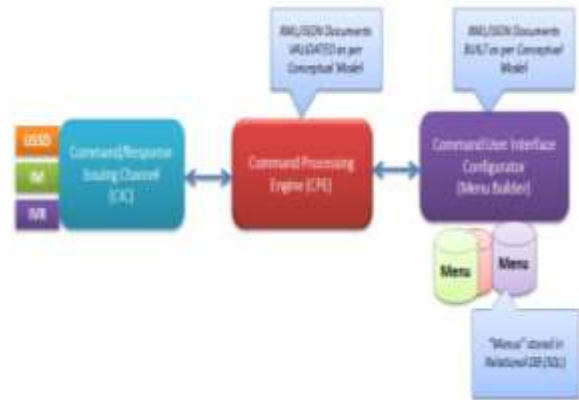 XML/JSON Documents
VALIDATED as per
Conceptual Model
XML/JSON Documents
BUILT as per Conceptual
Model
USSD
IM
IVR
Command/Response
Issuing Channel
(CIC)
Command Processing
Engine (CPE)
Command User Interface
Configurator
(Menu Builder)
Menu
Menu
"Menus" stored in
Relational DB (SQL)